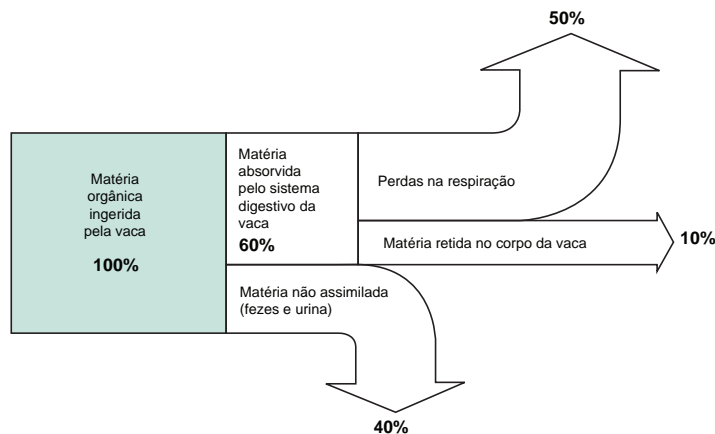 50%
Matéria
orgânica
ingerida
pela vaca
100%
Matéria
absorvida
pelo sistema
digestivo da
vaca
60%
Perdas na respiração
Matéria retida no corpo da vaca
10%
Matéria não assimilada
(fezes e urina)
40%